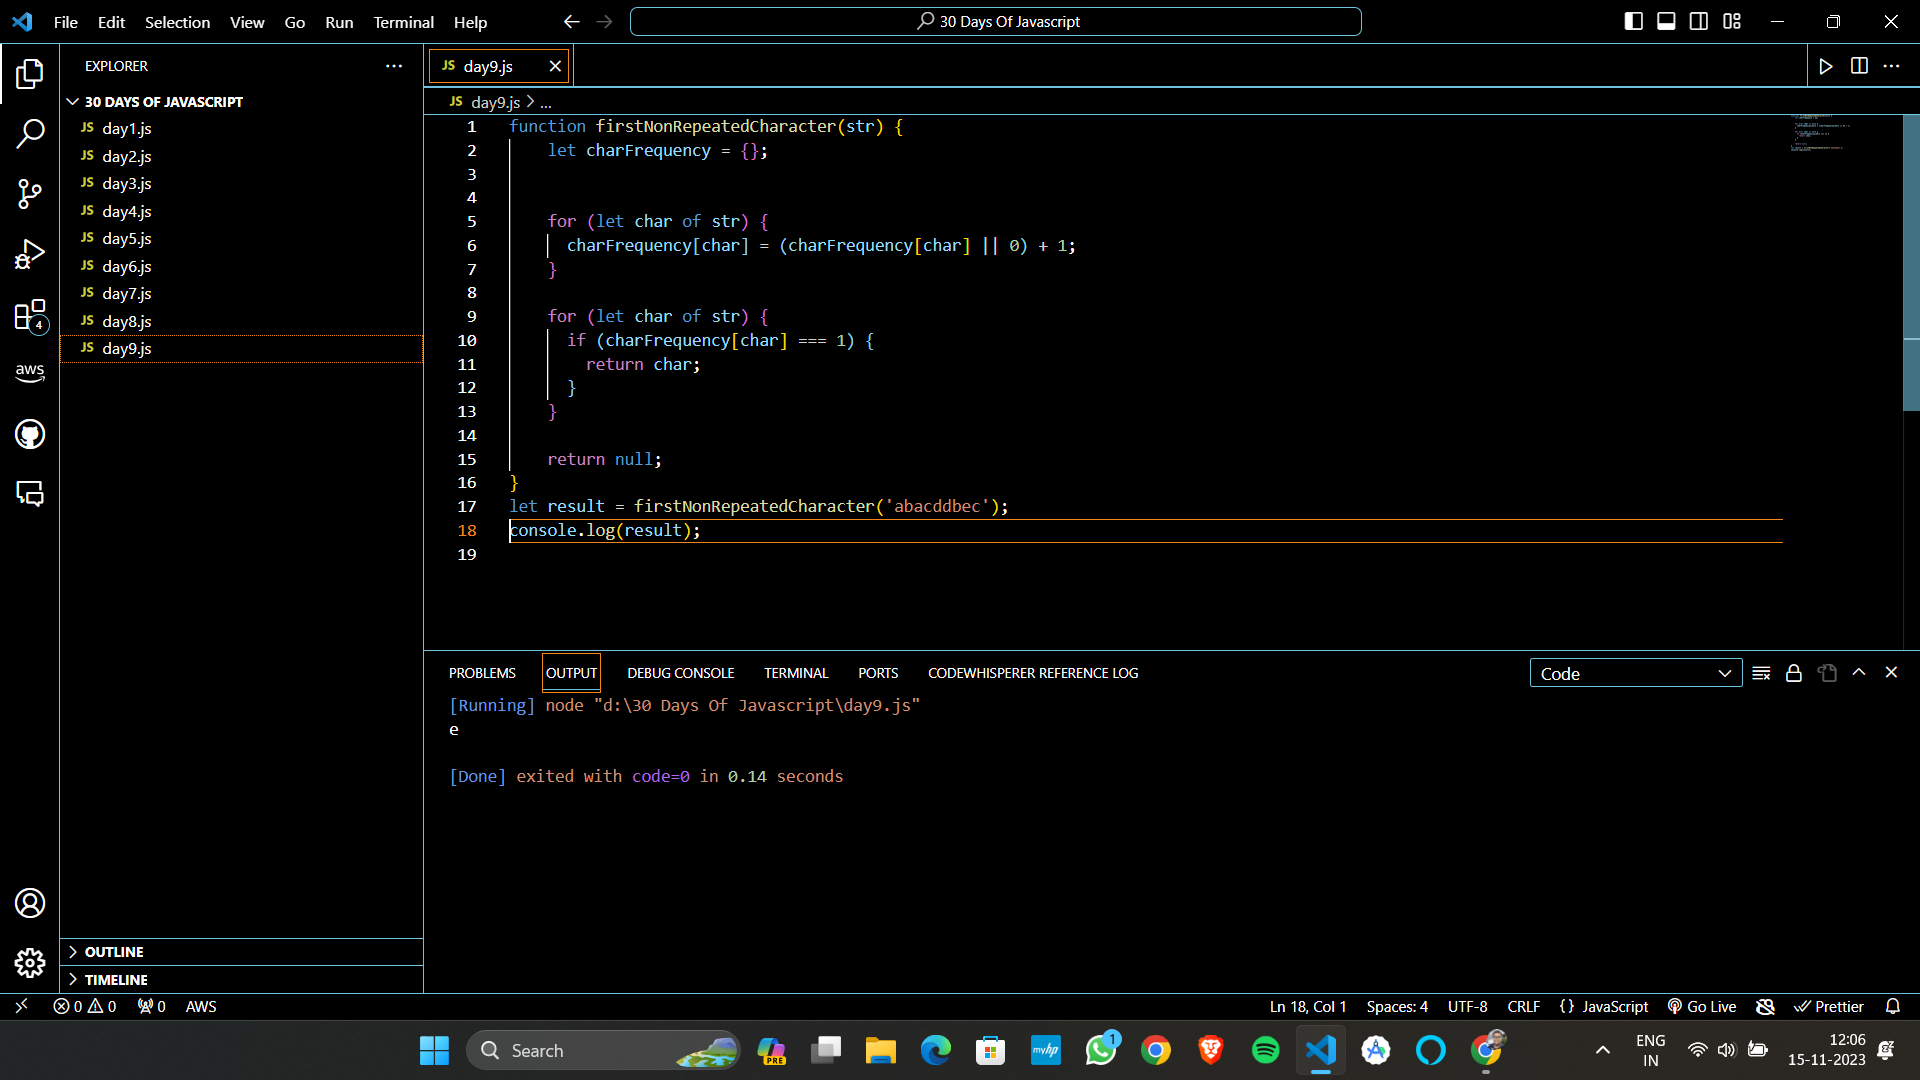 File Edit Selection View Go Run Terminal Help
30 Days Of Javascript
EXPLORER
30 DAYS OF JAVASCRIPT
JS day1.js
JS day2.js
JS day3.js
JS day4.js
JS day5.js
JS day6.js
JS day7.js
JS day8.js
JS day9.js
4
aws
OUTLINE
TIMELINE
JS day9.js
JS day9.js > ...
1 function firstNonRepeatedCharacter(str) {
2 let charFrequency = {};
3
4
5 for (let char of str) {
6 charFrequency[char] = (charFrequency[char] || 0) + 1;
7 }
8
9 for (let char of str) {
10 if (charFrequency[char] === 1) {
11 return char;
12 }
13 }
14
15 return null;
16 }
17 let result = firstNonRepeatedCharacter('abacddbec');
18 console.log(result);
19
PROBLEMS OUTPUT DEBUG CONSOLE TERMINAL PORTS CODEWHISPERER REFERENCE LOG
Code
[Running] node "d:\30 Days Of Javascript\day9.js"
e
[Done] exited with code=0 in 0.14 seconds
0 0 0 AWS
Ln 18, Col 1 Spaces: 4 UTF-8 CRLF {} JavaScript Go Live Prettier
Search
PRE
myhp
1
ENG
IN
12:06
15-11-2023